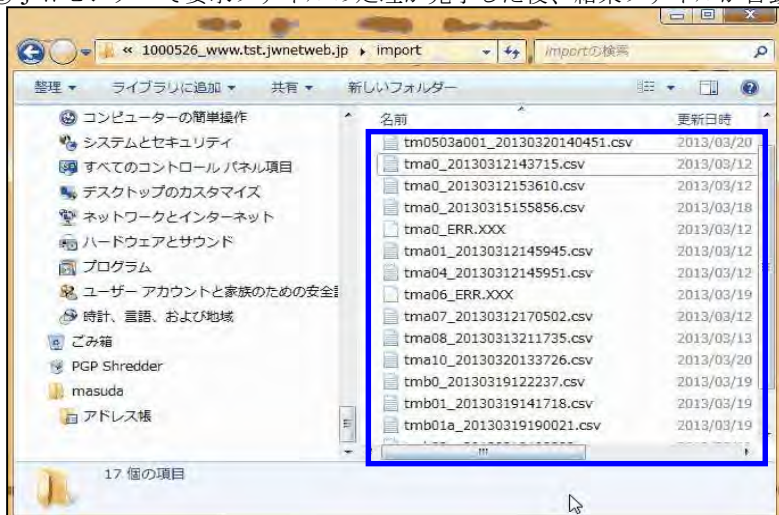 « 1000526_www.tst.jwnetweb.jp ▸ import
importの検索
整理 ▼ ライブラリに追加 ▼ 共有 ▼ 新しいフォルダー
コンピューターの簡単操作
システムとセキュリティ
すべてのコントロール パネル項目
デスクトップのカスタマイズ
ネットワークとインターネット
ハードウェアとサウンド
プログラム
ユーザー アカウントと家族のための安全
時計、言語、および地域
ごみ箱
PGP Shredder
masuda
アドレス帳
名前 更新日時
tm0503a001_20130320140451.csv 2013/03/20
tma0_20130312143715.csv 2013/03/12
tma0_20130312153610.csv 2013/03/12
tma0_20130315155856.csv 2013/03/18
tma0_ERR.XXX 2013/03/12
tma01_20130312145945.csv 2013/03/12
tma04_20130312145951.csv 2013/03/12
tma06_ERR.XXX 2013/03/19
tma07_20130312170502.csv 2013/03/12
tma08_20130313211735.csv 2013/03/13
tma10_20130320133726.csv 2013/03/20
tmb0_20130319122237.csv 2013/03/19
tmb01_20130319141718.csv 2013/03/19
tmb01a_20130319190021.csv 2013/03/19
17 個の項目